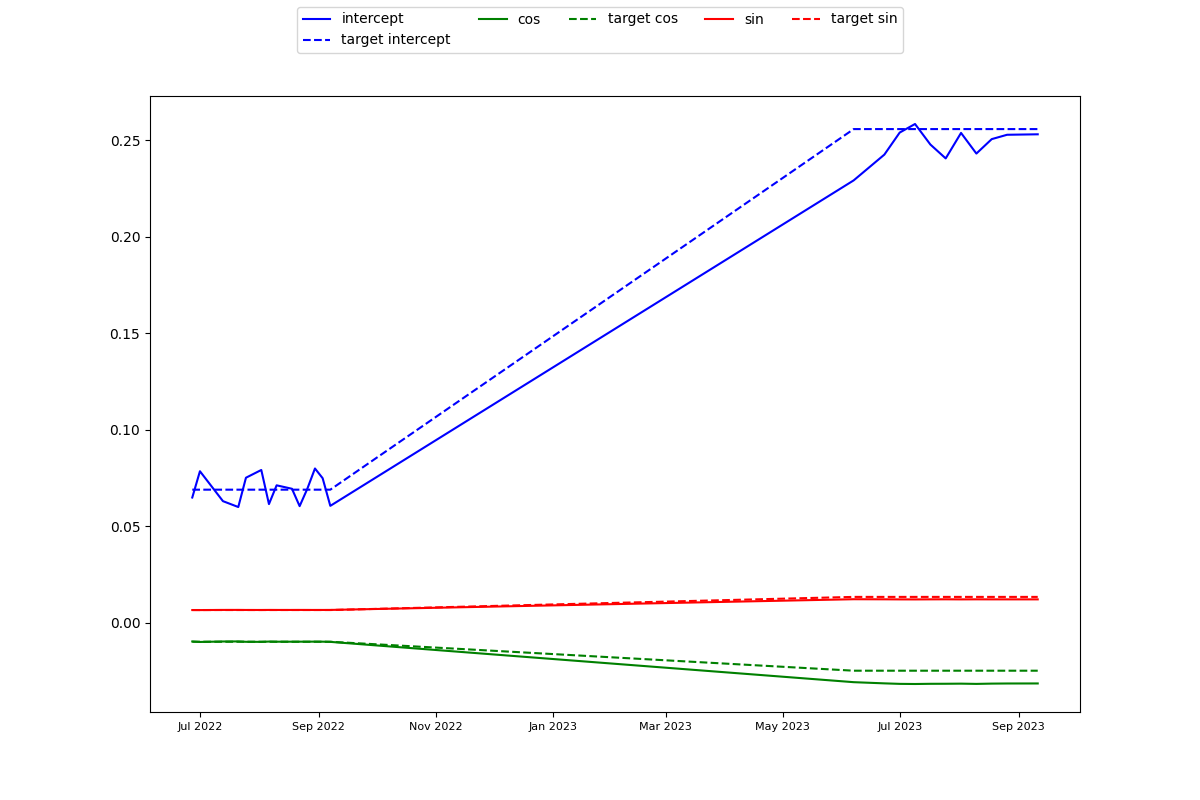 intercept cos target cos sin target sin
target intercept
0.25
0.20
0.15
0.10
0.05
0.00
Jul 2022 Sep 2022 Nov 2022 Jan 2023 Mar 2023 May 2023 Jul 2023 Sep 2023